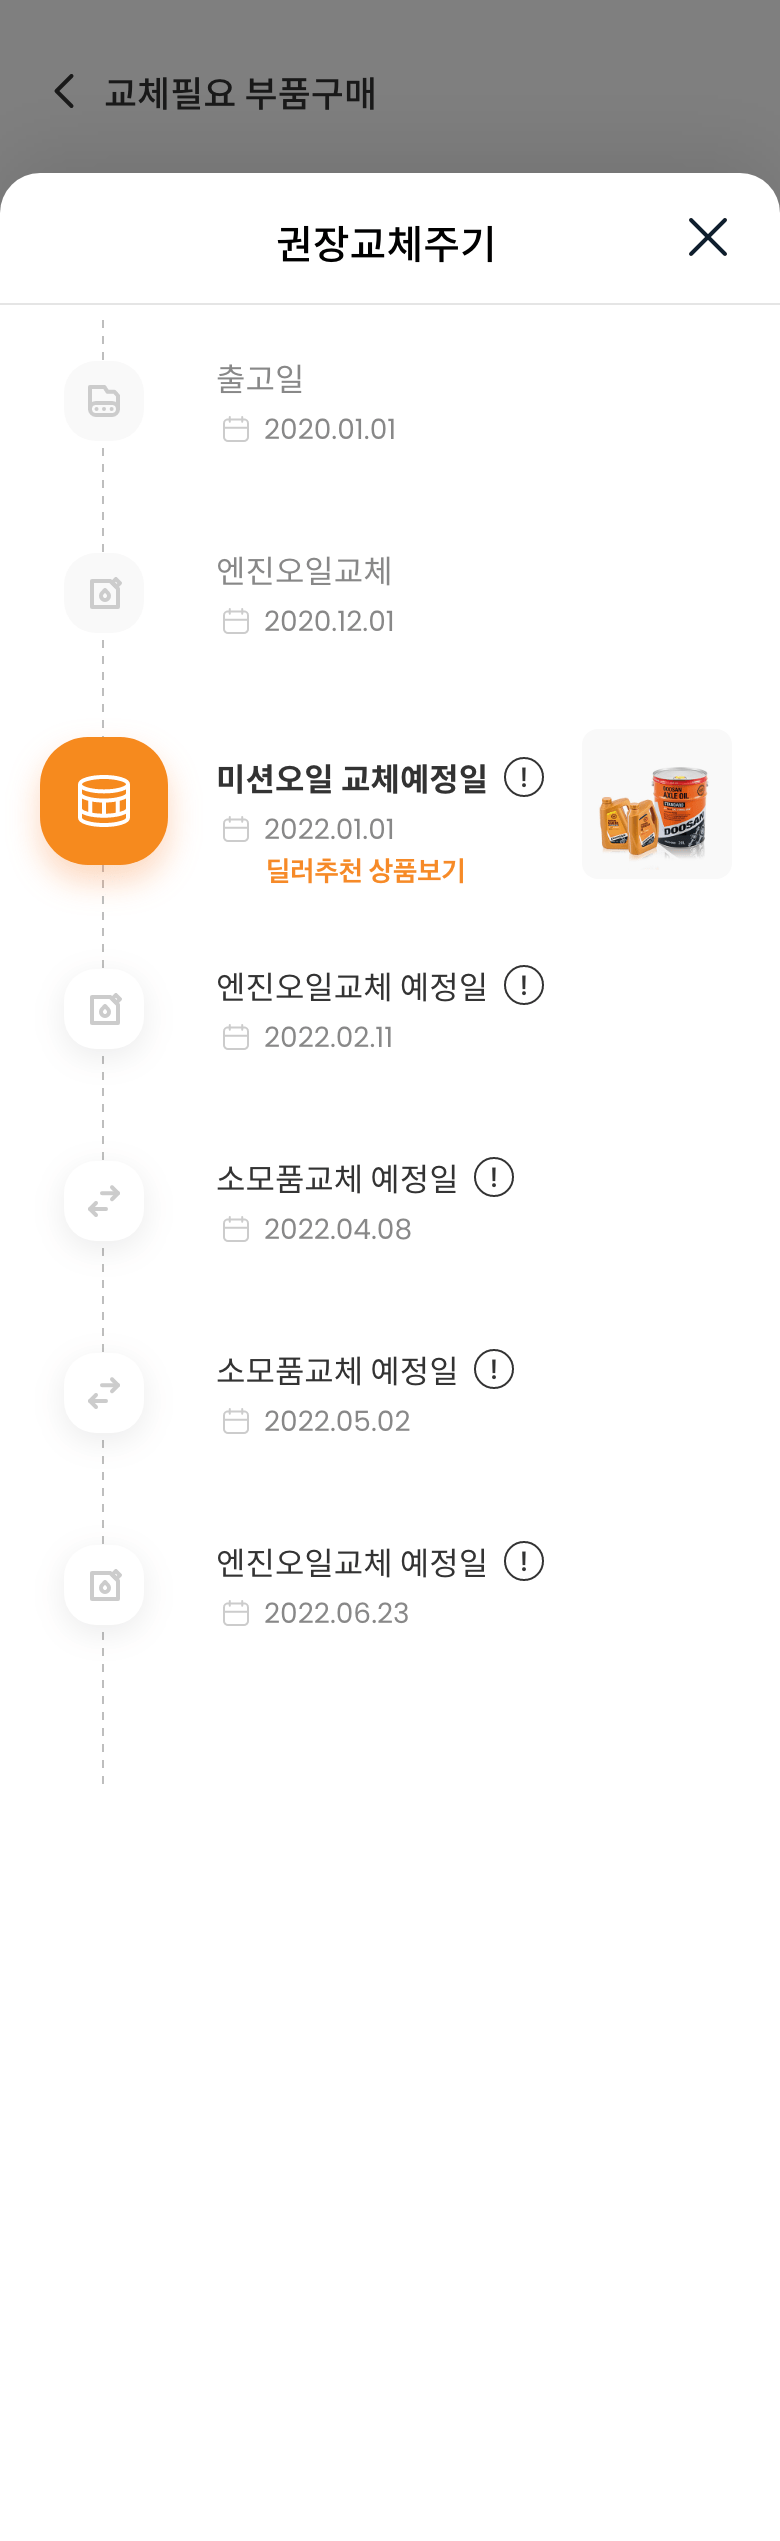 교체필요 부품구매
권장교체주기
출고일
2020.01.01
엔진오일교체
2020.12.01
미션오일 교체예정일
2022.01.01
딜러추천 상품보기
DOOSAN
AXLE OIL
DOOSAN
엔진오일교체 예정일
2022.02.11
소모품교체 예정일
2022.04.08
소모품교체 예정일
2022.05.02
엔진오일교체 예정일
2022.06.23